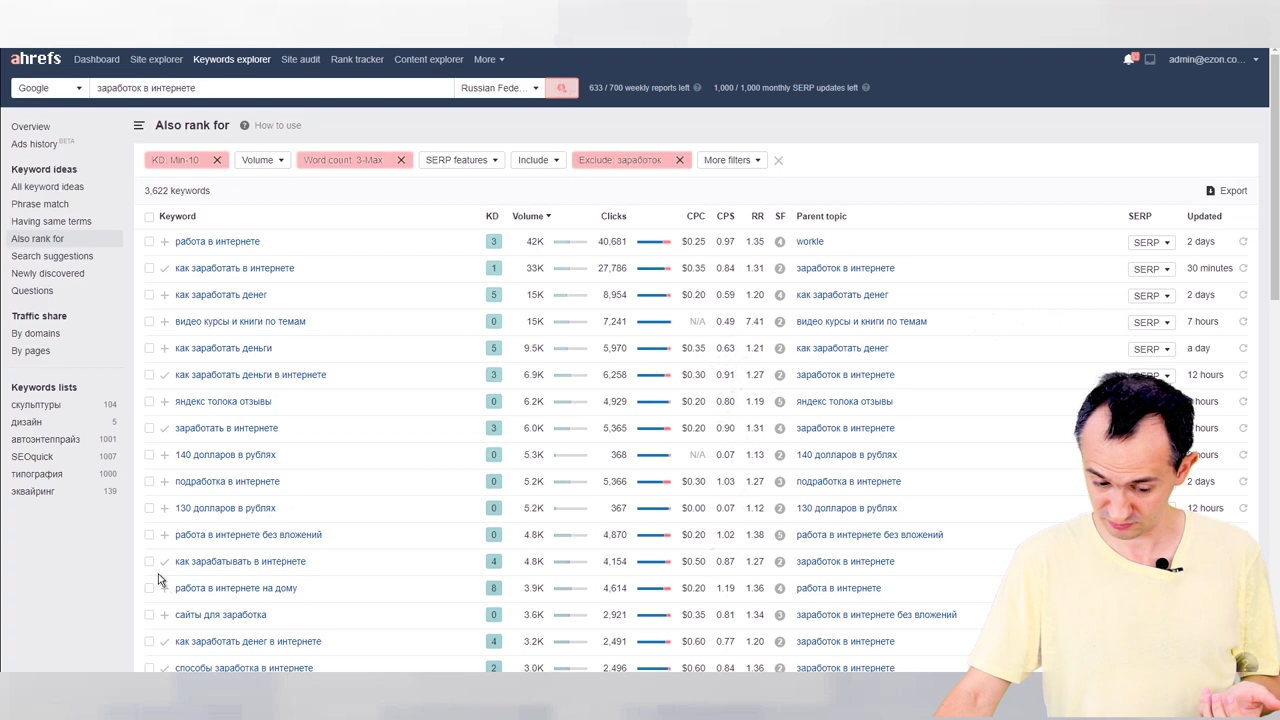 ahrefs Dashboard Site explorer Keywords explorer Site audit Rank tracker Content explorer More admin@ezon.co...
Google заработок в интернете Russian Fede... 633 / 700 weekly reports left 1,000 / 1,000 monthly SERP updates left
Overview
Ads history BETA
Keyword ideas
All keyword ideas
Phrase match
Having same terms
Also rank for
Search suggestions
Newly discovered
Questions
Traffic share
By domains
By pages
Keywords lists
скульптуры 104
дизайн 5
автоэнтепрайз 1001
SEOquick 1007
типография 1000
эквайринг 139
Also rank for How to use
KD: Min-10 Volume Word count: 3-Max SERP features Include Exclude: заработок More filters
3,622 keywords Export
Keyword KD Volume Clicks CPC CPS RR SF Parent topic SERP Updated
работа в интернете 3 42K 40,681 $0.25 0.97 1.35 4 workle SERP 2 days
как заработать в интернете 1 33K 27,786 $0.35 0.84 1.31 2 заработок в интернете SERP 30 minutes
как заработать денег 5 15K 8,954 $0.20 0.59 1.20 4 как заработать денег SERP 2 days
видео курсы и книги по темам 0 15K 7,241 N/A 0.49 7.41 2 видео курсы и книги по темам SERP 7 hours
как заработать деньги 5 9.5K 5,970 $0.35 0.63 1.21 2 как заработать денег SERP a day
как заработать деньги в интернете 3 6.9K 6,258 $0.30 0.91 1.27 2 заработок в интернете SERP 12 hours
яндекс толока отзывы 0 6.2K 4,929 $0.20 0.80 1.19 5 яндекс толока отзывы hours
заработать в интернете 3 6.0K 5,365 $0.20 0.90 1.31 4 заработок в интернете hours
140 долларов в рублях 0 5.3K 368 N/A 0.07 1.13 2 140 долларов в рублях
подработка в интернете 0 5.2K 5,366 $0.30 1.03 1.27 3 подработка в интернете 2 days
130 долларов в рублях 0 5.2K 367 $0.00 0.07 1.12 2 130 долларов в рублях 12 hours
работа в интернете без вложений 0 4.8K 4,870 $0.20 1.02 1.38 5 работа в интернете без вложений
как зарабатывать в интернете 4 4.8K 4,154 $0.50 0.87 1.27 2 заработок в интернете
работа в интернете на дому 8 3.9K 4,614 $0.20 1.19 1.36 4 работа в интернете
сайты для заработка 0 3.6K 2,921 $0.35 0.81 1.34 3 заработок в интернете без вложений
как заработать денег в интернете 4 3.2K 2,491 $0.60 0.77 1.20 2 заработок в интернете
способы заработка в интернете 2 3.0K 2,496 $0.60 0.84 1.36 2 заработок в интернете